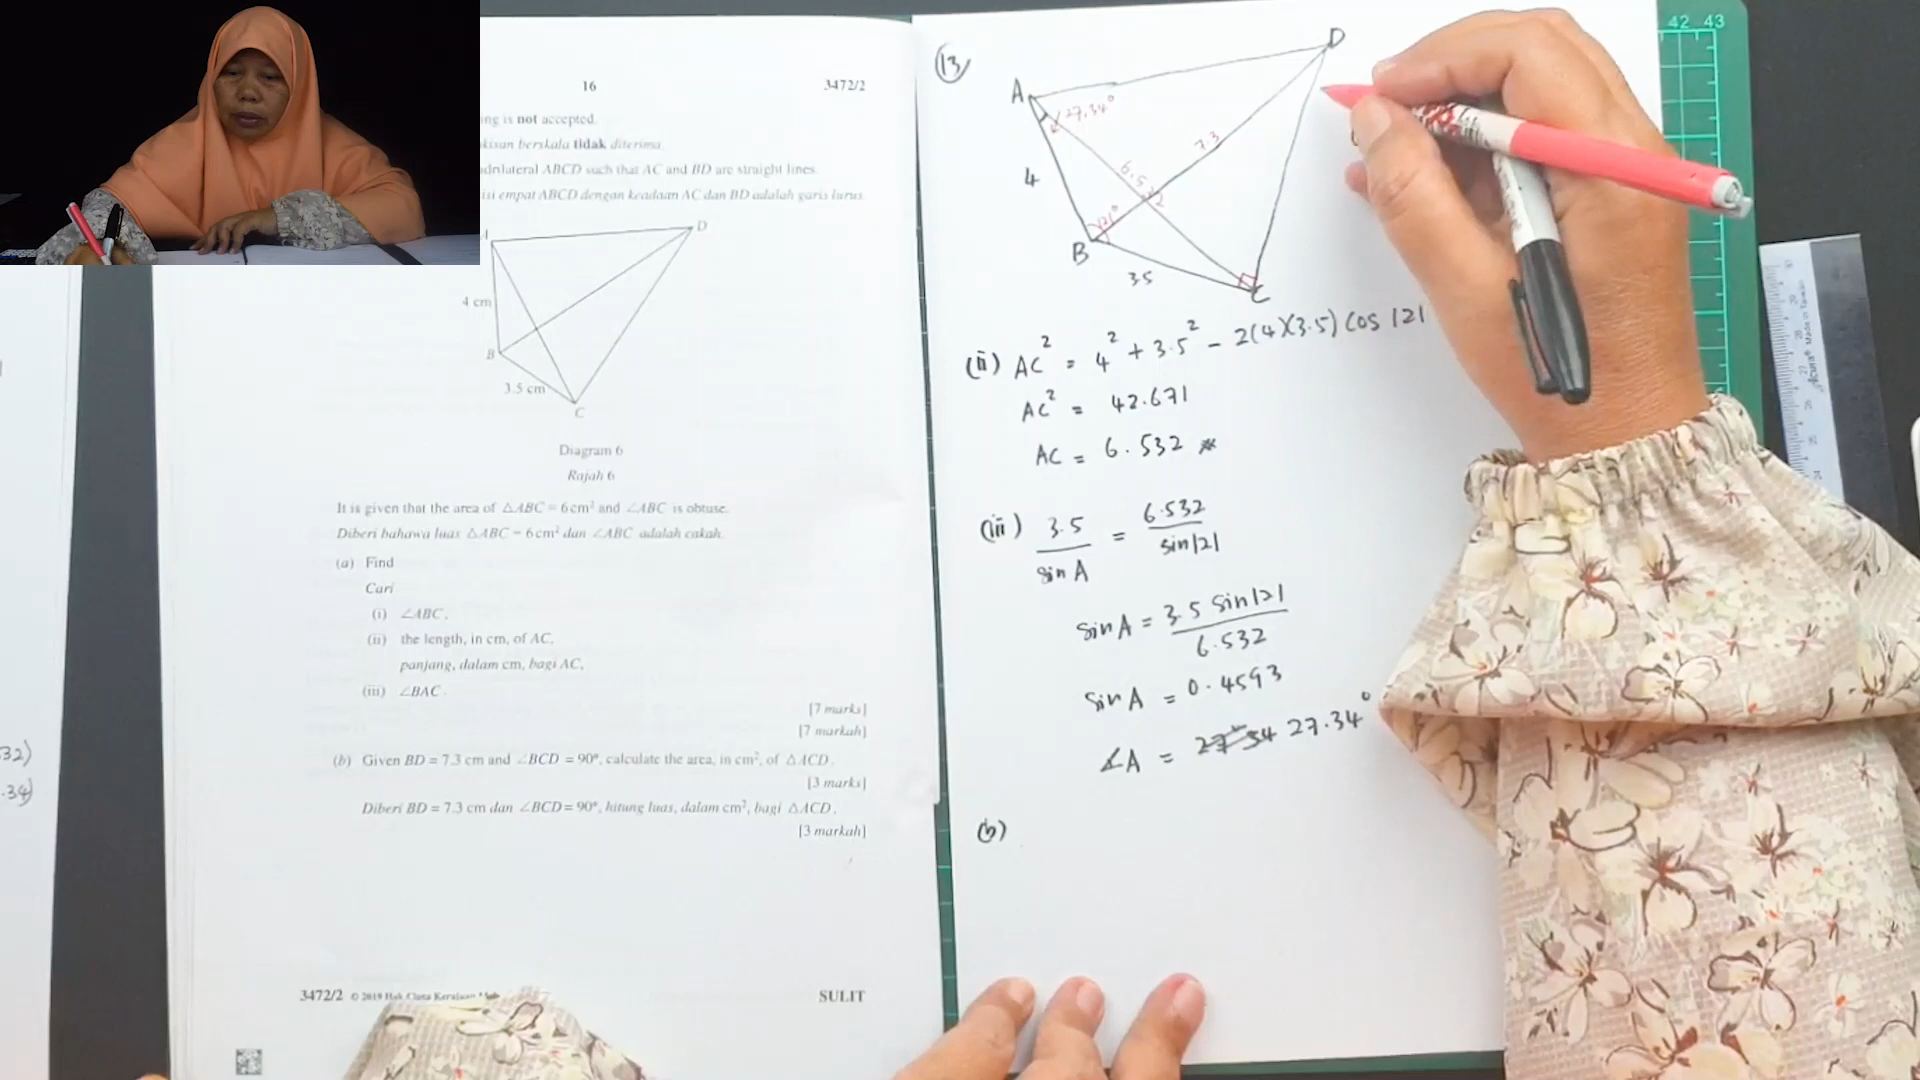 16
3472/2
ing is not accepted.
kisan berskala tidak diterima.
adrilateral ABCD such that AC and BD are straight lines.
isi empat ABCD dengan keadaan AC dan BD adalah garis lurus.
D
4 cm
B
3.5 cm
C
Diagram 6
Rajah 6
It is given that the area of △ABC = 6 cm² and ∠ABC is obtuse.
Diberi bahawa luas △ABC = 6 cm² dan ∠ABC adalah cakah.
(a) Find
Cari
(i) ∠ABC,
(ii) the length, in cm, of AC,
panjang, dalam cm, bagi AC,
(iii) ∠BAC.
[7 marks]
[7 markah]
(b) Given BD = 7.3 cm and ∠BCD = 90°, calculate the area, in cm², of △ACD.
[3 marks]
Diberi BD = 7.3 cm dan ∠BCD = 90°, hitung luas, dalam cm², bagi △ACD.
[3 markah]
3472/2
SULIT
32)
.34)
13
D
A
27.34°
7.3
4
6.532
121°
B
3.5
C
(ii) AC² = 4² + 3.5² - 2(4)(3.5) cos 121
AC² = 42.671
AC = 6.532 *
(iii) 3.5 / sin A = 6.532 / sin 121
sin A = 3.5 sin 121 / 6.532
sin A = 0.4593
∡A = 27.34 27.34°
(b)
42 43